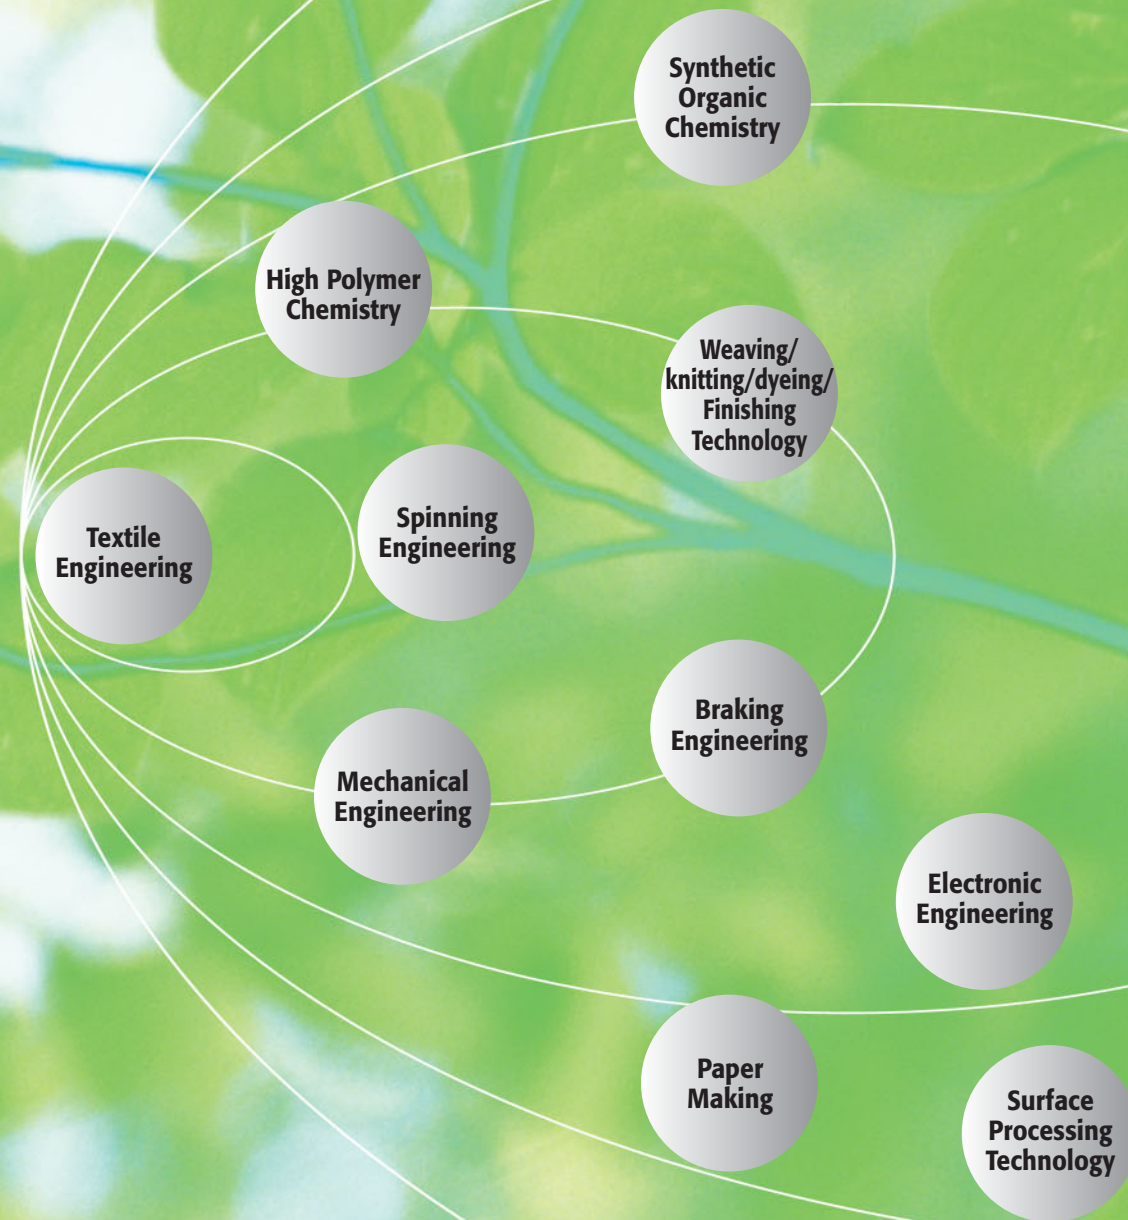 Synthetic
Organic
Chemistry
High Polymer
Chemistry
Weaving/
knitting/dyeing/
Finishing
Technology
Textile
Engineering
Spinning
Engineering
Braking
Engineering
Mechanical
Engineering
Electronic
Engineering
Paper
Making
Surface
Processing
Technology